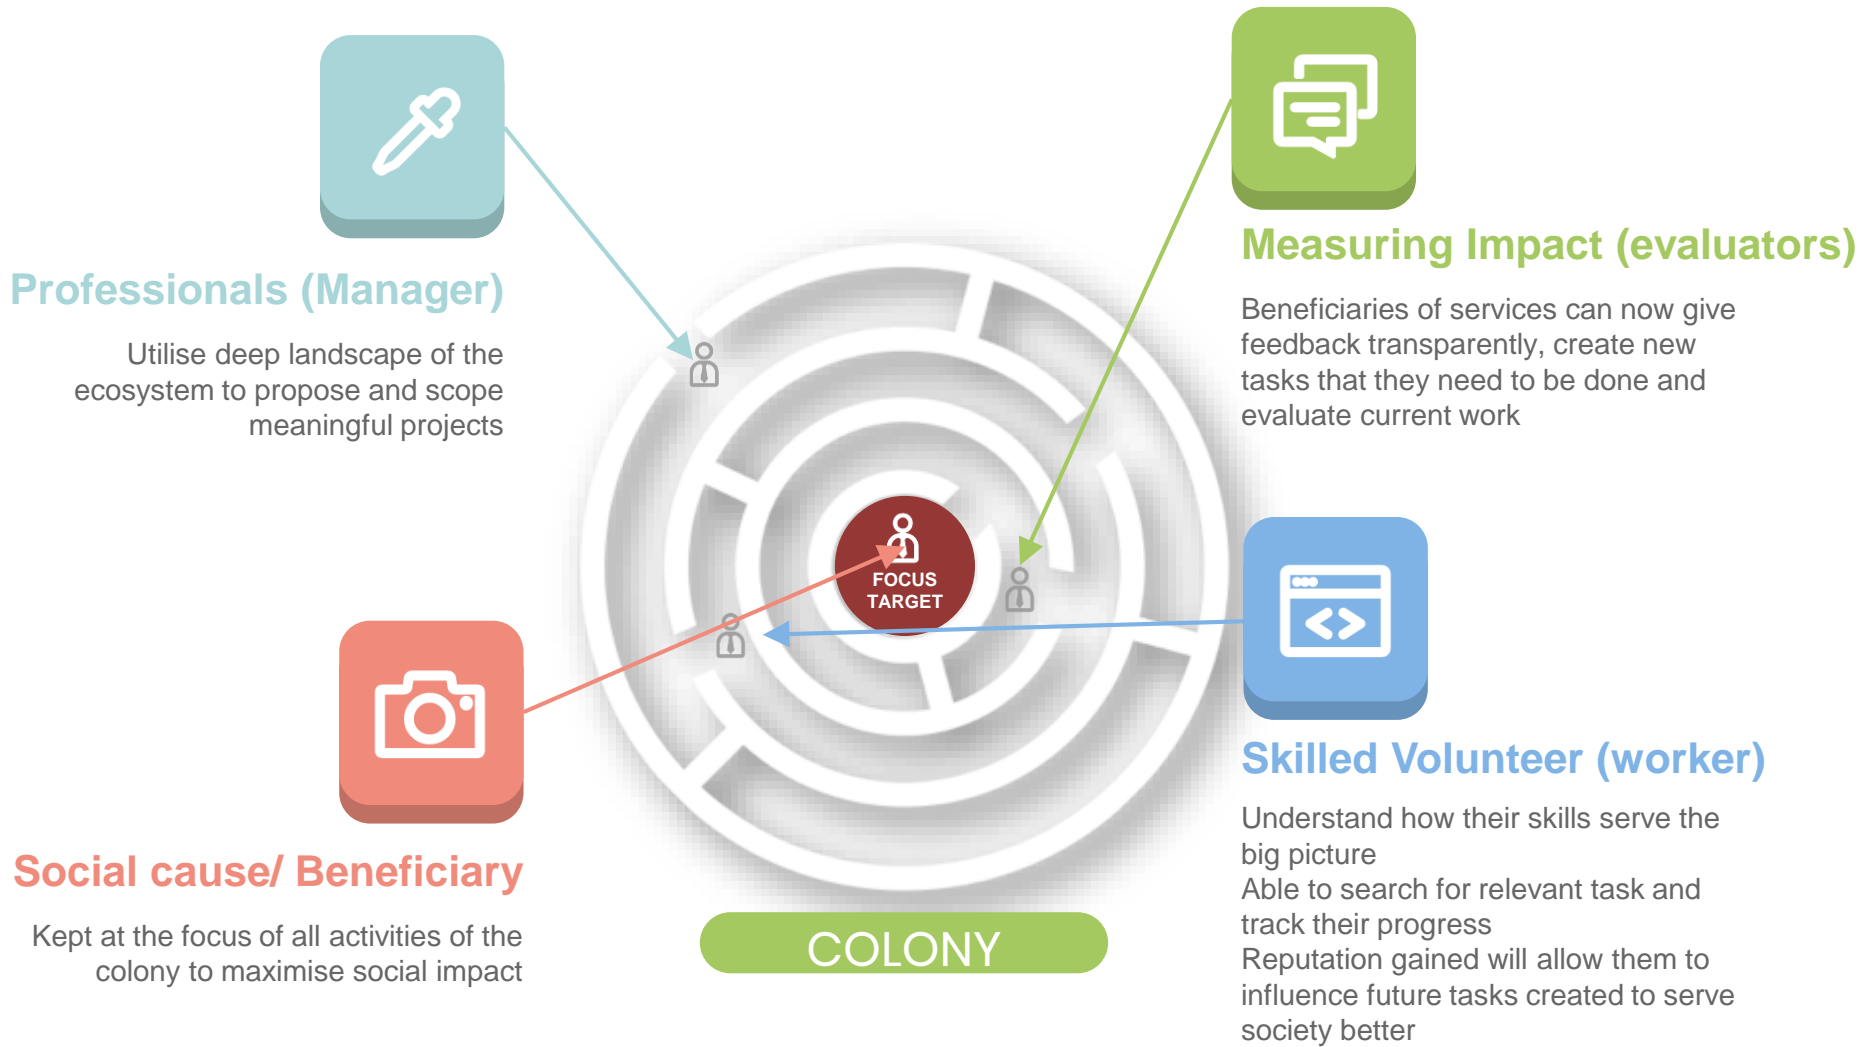 Professionals (Manager)
Utilise deep landscape of the
ecosystem to propose and scope
meaningful projects
Measuring Impact (evaluators)
Beneficiaries of services can now give
feedback transparently, create new
tasks that they need to be done and
evaluate current work
FOCUS
TARGET
Social cause/ Beneficiary
Kept at the focus of all activities of the
colony to maximise social impact
Skilled Volunteer (worker)
Understand how their skills serve the
big picture
Able to search for relevant task and
track their progress
Reputation gained will allow them to
influence future tasks created to serve
society better
COLONY